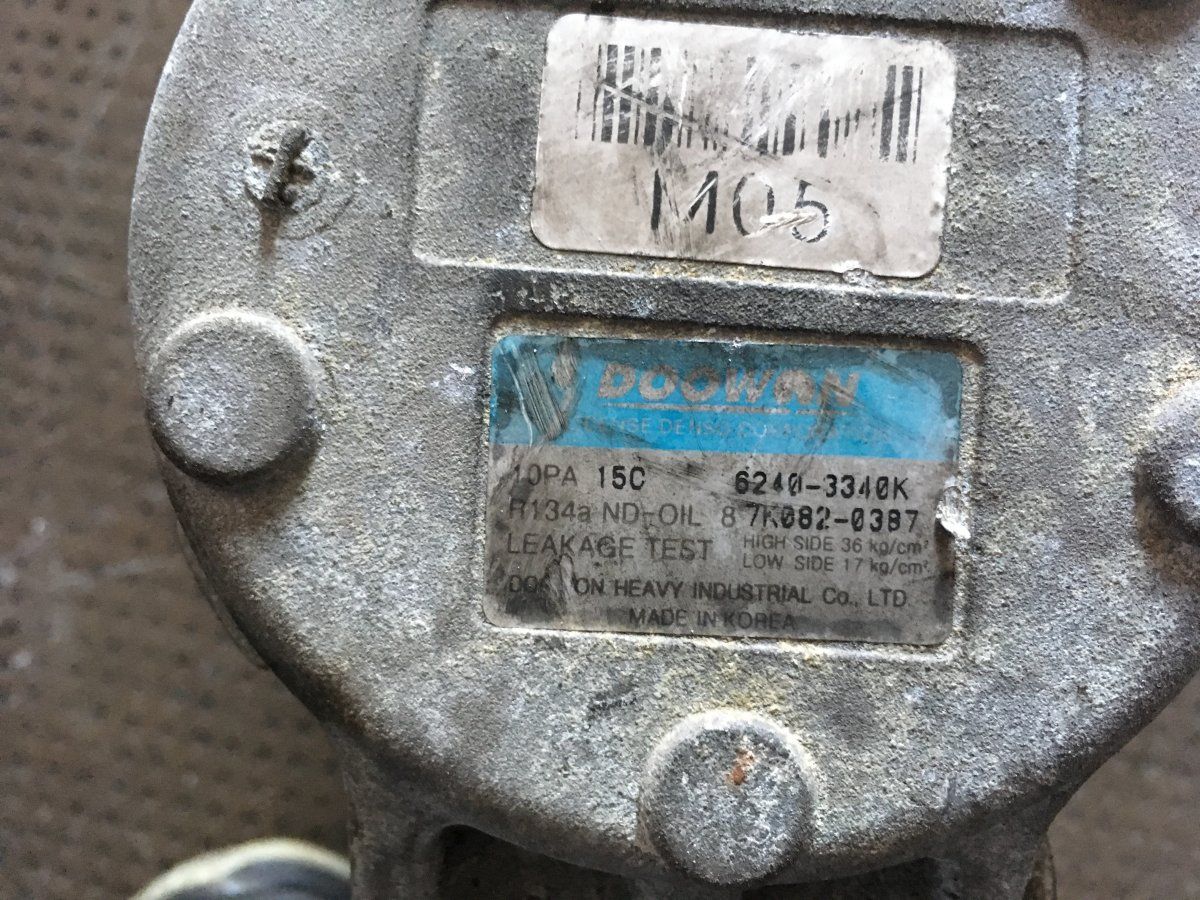 M05
DOOWON
10PA 15C 6240-3340K
R134a ND-OIL 8 7K082-0387
LEAKAGE TEST HIGH SIDE 36 kg/cm²
LOW SIDE 17 kg/cm²
HEAVY INDUSTRIAL Co., LTD
MADE IN KOREA